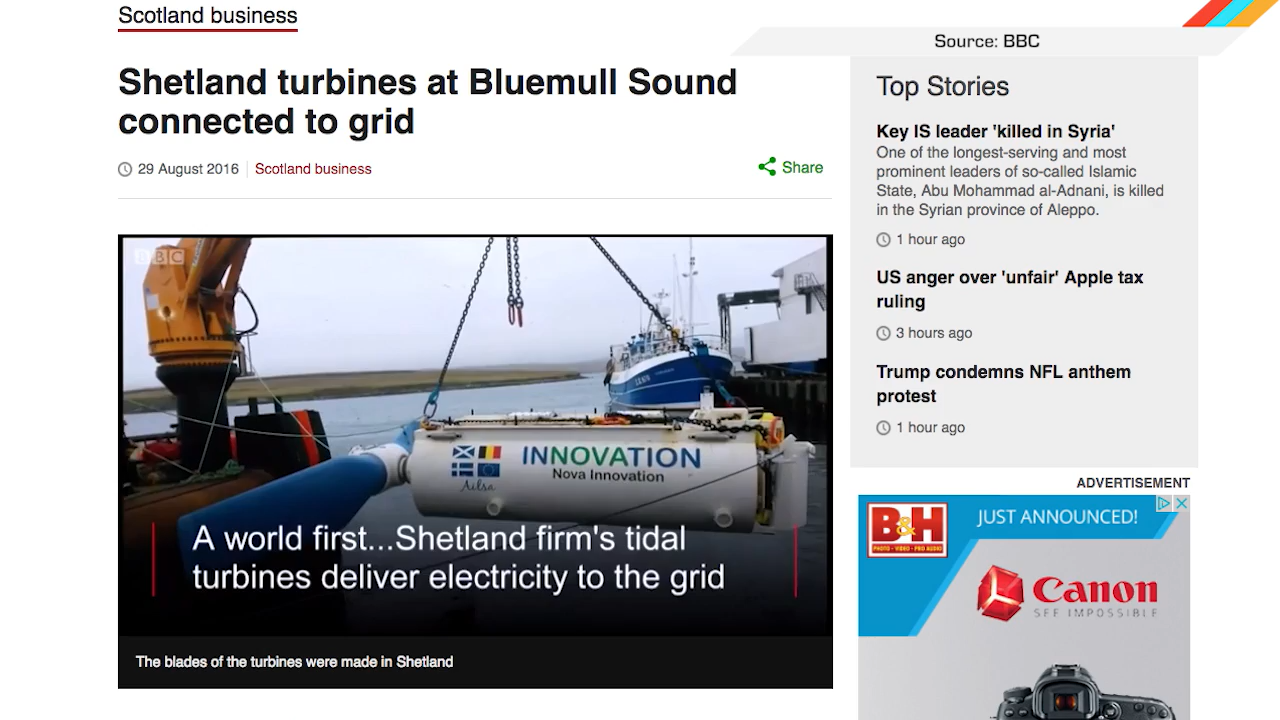 Scotland business
Source: BBC
Shetland turbines at Bluemull Sound
connected to grid
29 August 2016
Scotland business
Share
BBC
INNOVATION
Nova Innovation
Ailsa
A world first...Shetland firm's tidal
turbines deliver electricity to the grid
The blades of the turbines were made in Shetland
Top Stories
Key IS leader 'killed in Syria'
One of the longest-serving and most
prominent leaders of so-called Islamic
State, Abu Mohammad al-Adnani, is killed
in the Syrian province of Aleppo.
1 hour ago
US anger over 'unfair' Apple tax
ruling
3 hours ago
Trump condemns NFL anthem
protest
1 hour ago
ADVERTISEMENT
B&H
PHOTO - VIDEO - PRO AUDIO
JUST ANNOUNCED!
Canon
SEE IMPOSSIBLE